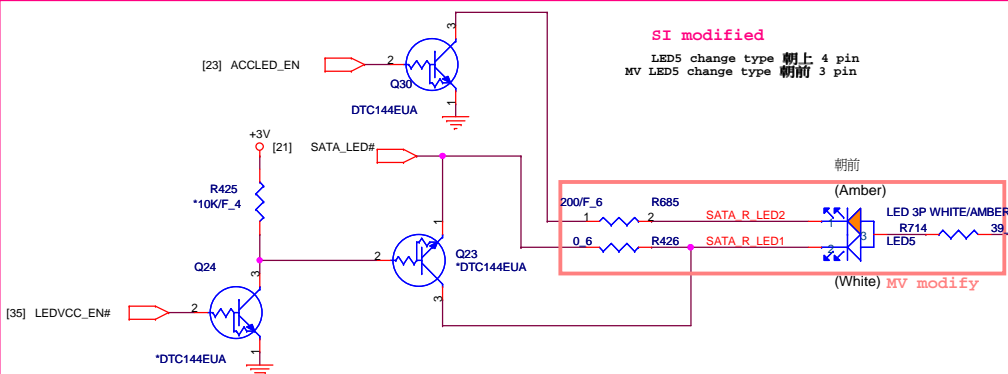 SI modified
LED5 change type 朝上 4 pin
MV LED5 change type 朝前 3 pin
3
[23] ACCLED_EN
2
Q30
1
DTC144EUA
+3V
[21] SATA_LED#
朝前
(Amber)
R425
*10K/F_4
200/F_6
R685
LED 3P WHITE/AMBER
1
2
SATA_R_LED2
1
R714
39
0_6
R426
SATA_R_LED1
2
3
LED5
1
2
Q23
*DTC144EUA
3
Q24
3
(White)
MV modify
[35] LEDVCC_EN#
2
1
*DTC144EUA